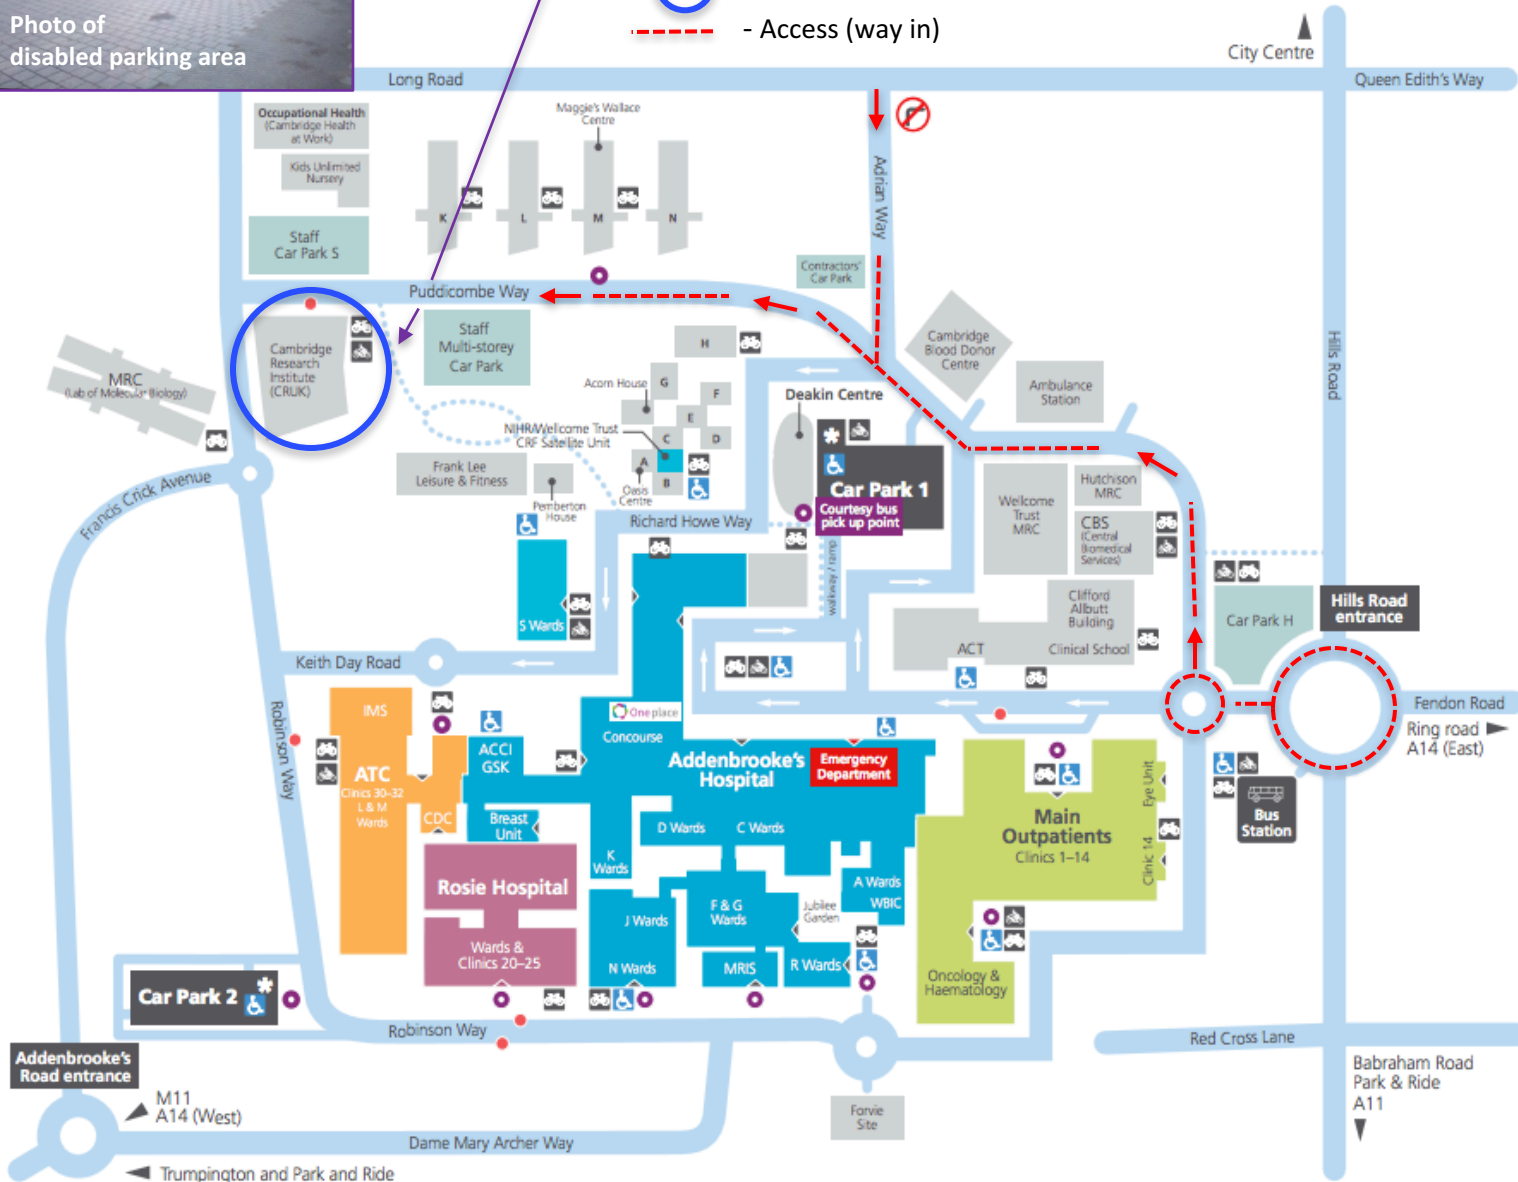 Photo of
disabled parking area
- Access (way in)
City Centre
Long Road
Queen Edith's Way
Occupational Health
(Cambridge Health
at Work)
Kids Unlimited
Nursery
Maggie's Wallace
Centre
K
L
M
N
Adrian Way
Staff
Car Park S
Contractors'
Car Park
Puddicombe Way
Hills Road
Staff
Multi-storey
Car Park
Cambridge
Research
Institute
(CRUK)
MRC
(Lab of Molecular Biology)
H
Cambridge
Blood Donor
Centre
Ambulance
Station
Acorn House
G
F
E
D
C
A
B
Deakin Centre
NIHR/Wellcome Trust
CRF Satellite Unit
Oasis
Centre
Frank Lee
Leisure & Fitness
Pemberton
House
*
Car Park 1
Courtesy bus
pick up point
Francis Crick Avenue
Richard Howe Way
Wellcome
Trust
MRC
Hutchison
MRC
CBS
(Central
Biomedical
Services)
walkway / ramp
Clifford
Allbutt
Building
Car Park H
Hills Road
entrance
S Wards
ACT
Clinical School
Keith Day Road
Robinson Way
IMS
One place
Concourse
Fendon Road
Ring road
A14 (East)
ACCI
GSK
Addenbrooke's
Hospital
Emergency
Department
ATC
Clinics 30–32
L & M
Wards
CDC
Breast
Unit
D Wards
C Wards
Main
Outpatients
Clinics 1–14
Eye Unit
Clinic 14
Bus
Station
K
Wards
Rosie Hospital
A Wards
WBIC
J Wards
F & G
Wards
Jubilee
Garden
Wards &
Clinics 20–25
N Wards
MRIS
R Wards
Oncology &
Haematology
Car Park 2
*
Robinson Way
Red Cross Lane
Addenbrooke's
Road entrance
M11
A14 (West)
Babraham Road
Park & Ride
A11
Forvie
Site
Dame Mary Archer Way
Trumpington and Park and Ride